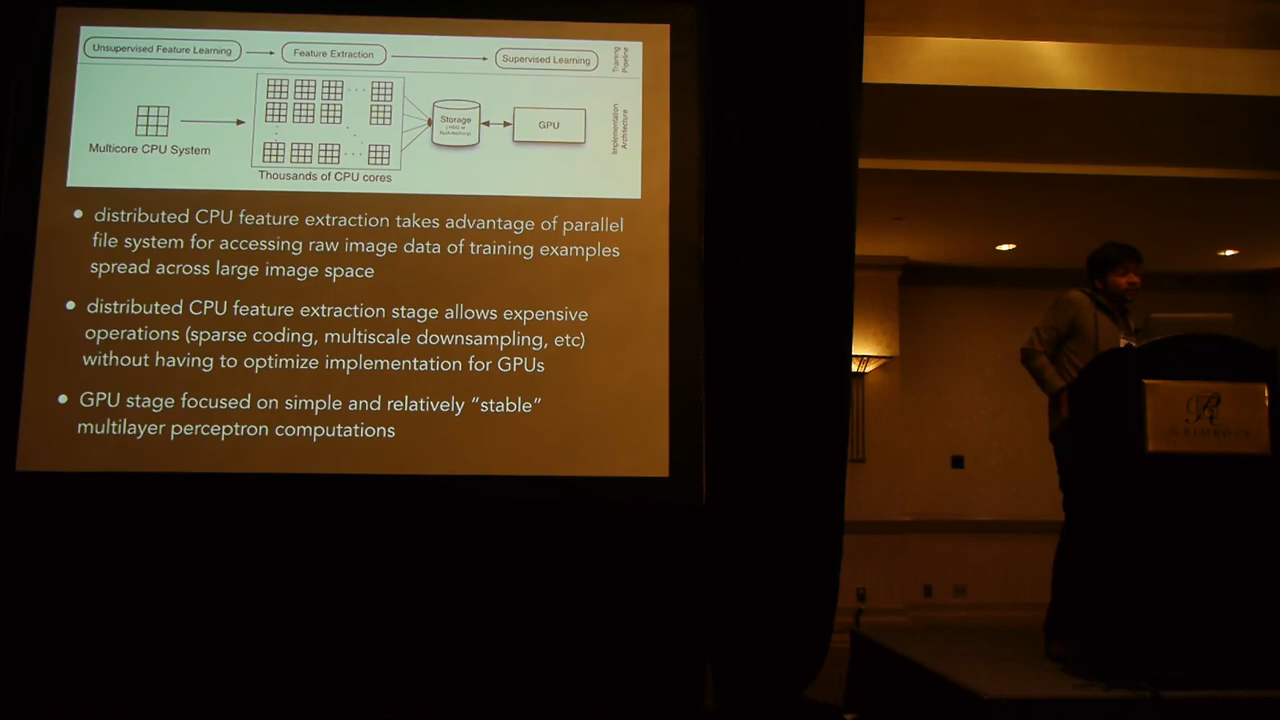 Unsupervised Feature Learning
Feature Extraction
Supervised Learning
Training
Pipeline
Multicore CPU System
Thousands of CPU cores
Storage
GPU
Implementation
Architecture
• distributed CPU feature extraction takes advantage of parallel
file system for accessing raw image data of training examples
spread across large image space
• distributed CPU feature extraction stage allows expensive
operations (sparse coding, multiscale downsampling, etc)
without having to optimize implementation for GPUs
• GPU stage focused on simple and relatively “stable”
multilayer perceptron computations